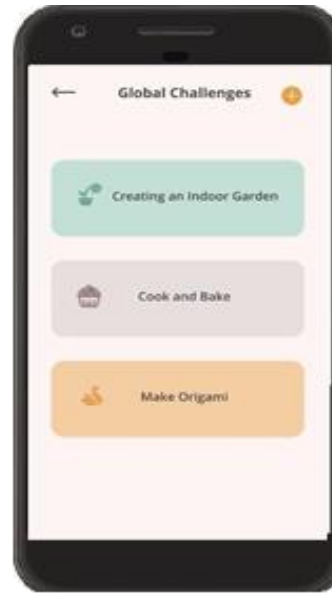 Global Challenges
Creating an Indoor Garden
Cook and Bake
Make Origami